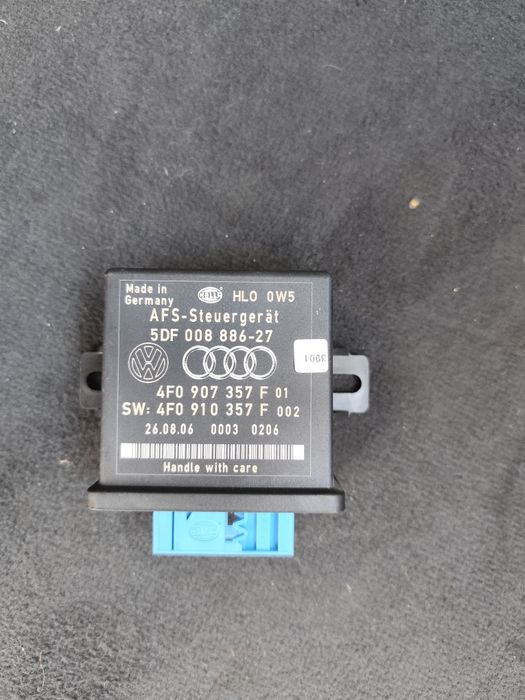 Made in
Germany
HELLA
HLO 0W5
AFS-Steuergerät
5DF 008 886-27
3901
4F0 907 357 F 01
SW: 4F0 910 357 F 002
26.08.06 0003 0206
Handle with care